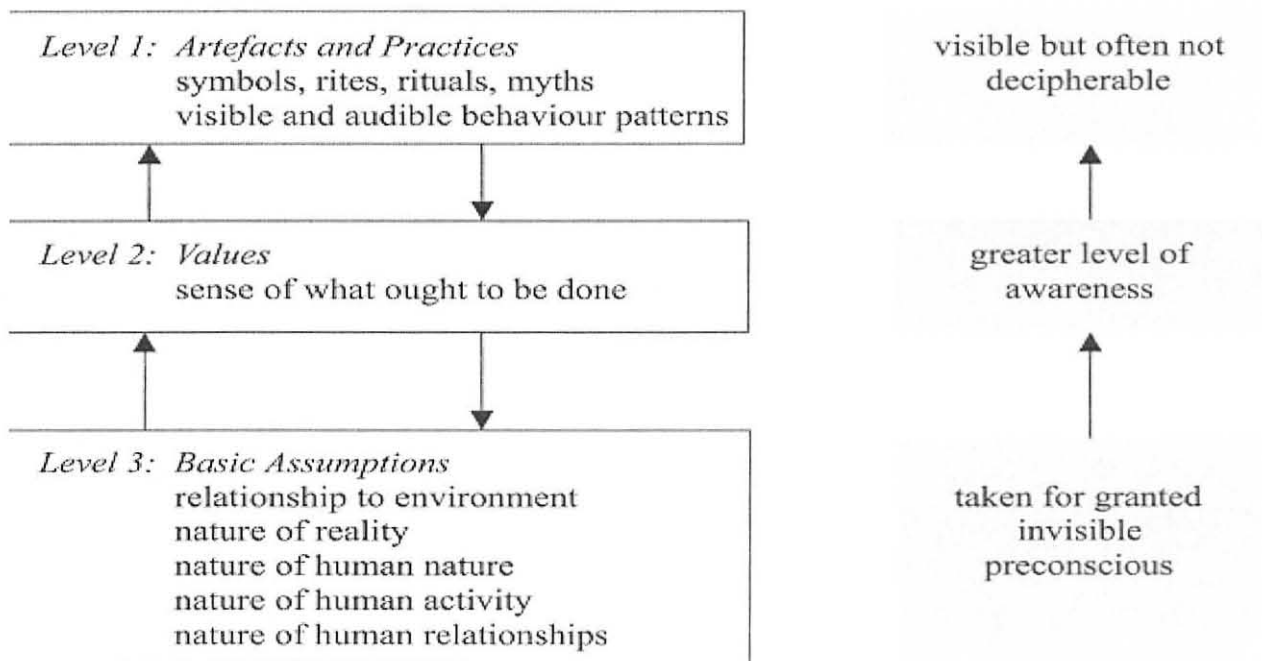 Level 1: Artefacts and Practices
symbols, rites, rituals, myths
visible and audible behaviour patterns
visible but often not
decipherable
Level 2: Values
sense of what ought to be done
greater level of
awareness
Level 3: Basic Assumptions
relationship to environment
nature of reality
nature of human nature
nature of human activity
nature of human relationships
taken for granted
invisible
preconscious